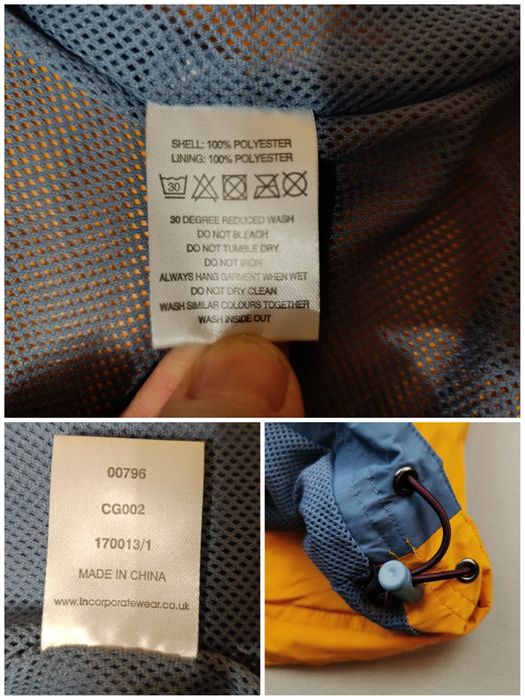 SHELL: 100% POLYESTER
LINING: 100% POLYESTER
30
30 DEGREE REDUCED WASH
DO NOT BLEACH
DO NOT TUMBLE DRY
DO NOT IRON
ALWAYS HANG GARMENT WHEN WET
DO NOT DRY CLEAN
WASH SIMILAR COLOURS TOGETHER
WASH INSIDE OUT
00796
CG002
170013/1
MADE IN CHINA
www.incorporatewear.co.uk